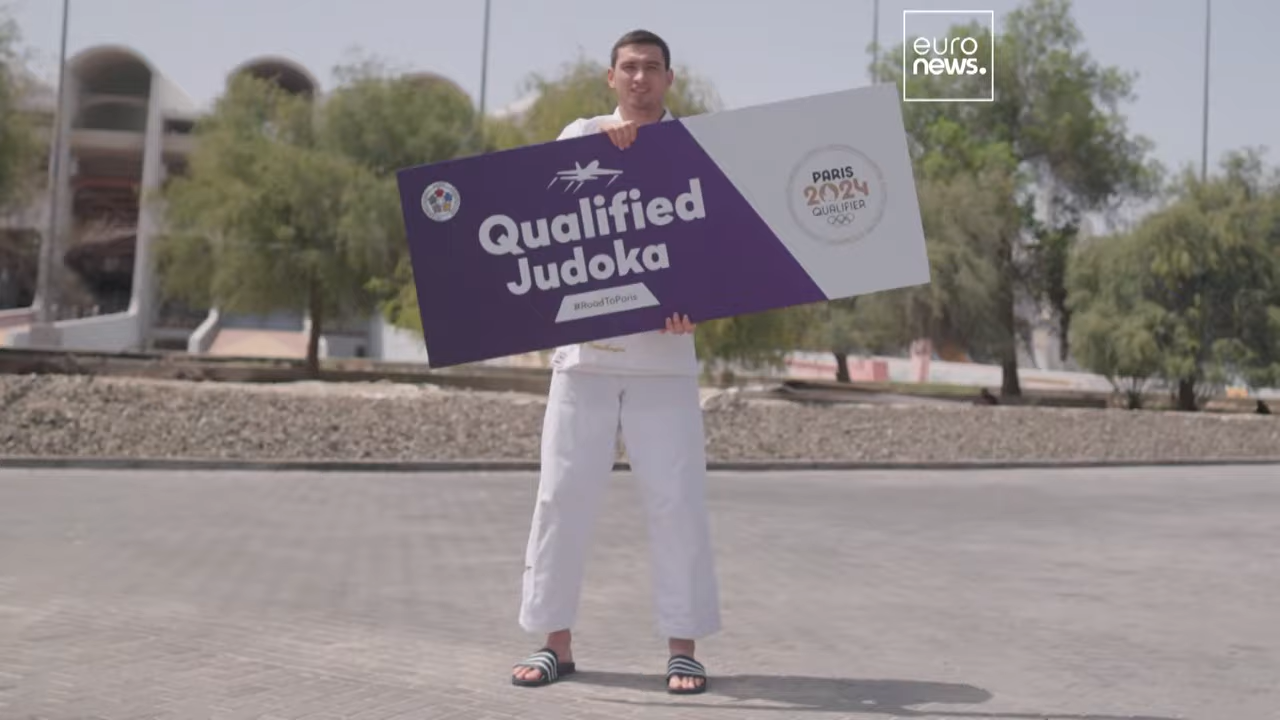 euro
news.
Qualified
Judoka
#RoadToParis
PARIS
2024
QUALIFIER